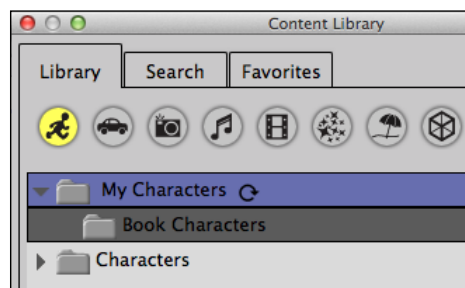 Content Library
Library Search Favorites
My Characters
Book Characters
Characters